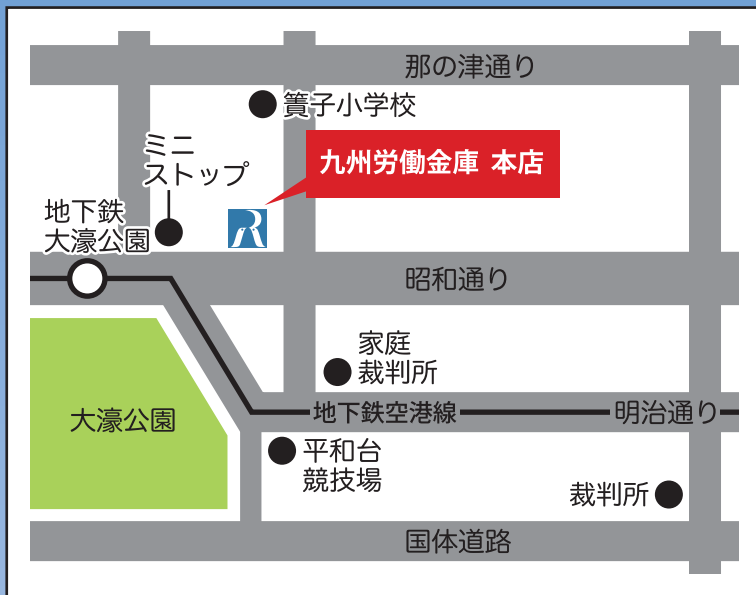 那の津通り
簀子小学校
ミニ
ストップ
九州労働金庫 本店
地下鉄
大濠公園
R
昭和通り
家庭
裁判所
大濠公園
地下鉄空港線
明治通り
平和台
競技場
裁判所
国体道路